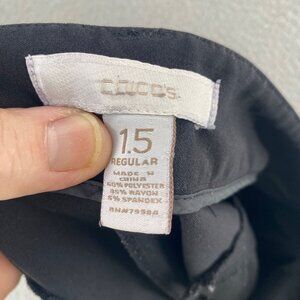 chico's
1.5
REGULAR
MADE IN
CHINA
60% POLYESTER
35% RAYON
5% SPANDEX